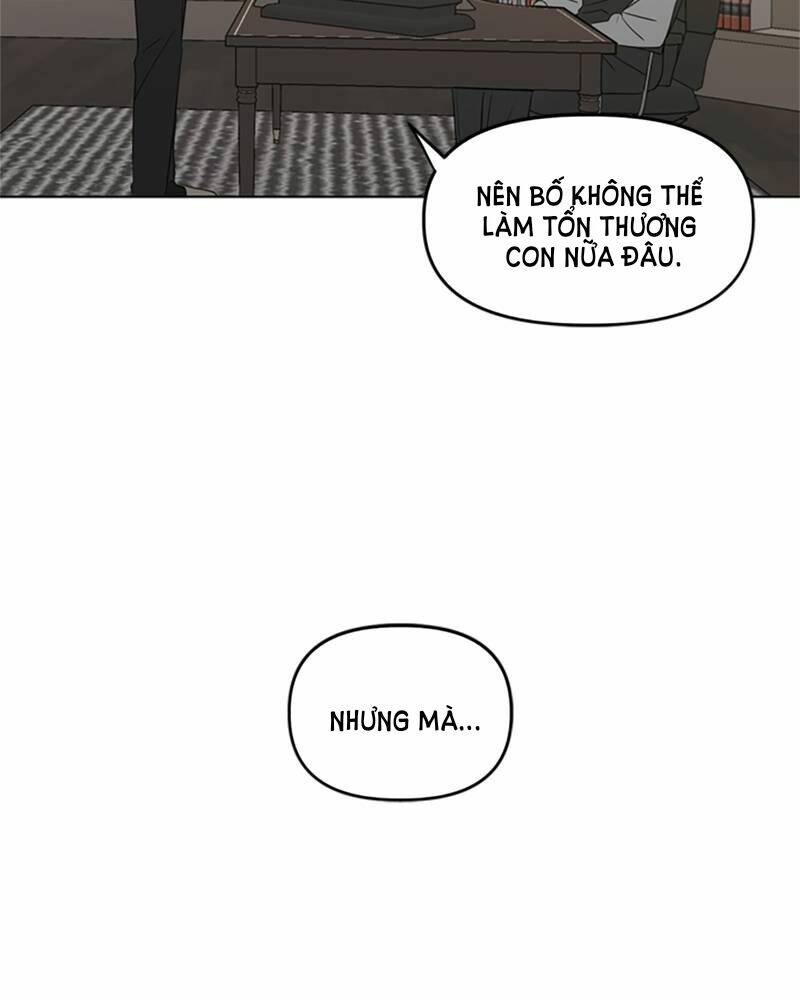 NÊN BỐ KHÔNG THỂ
LÀM TỔN THƯƠNG
CON NỮA ĐÂU.
NHƯNG MÀ...